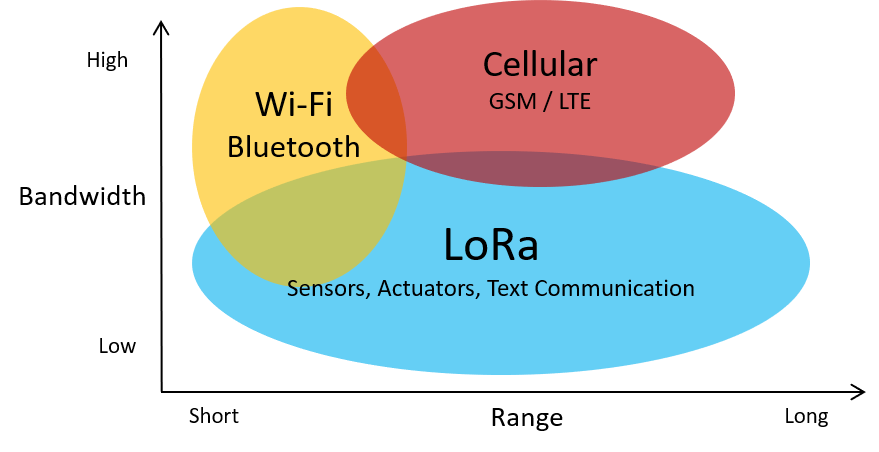 High
Cellular
GSM / LTE
Wi-Fi
Bluetooth
Bandwidth
LoRa
Sensors, Actuators, Text Communication
Low
Short
Range
Long